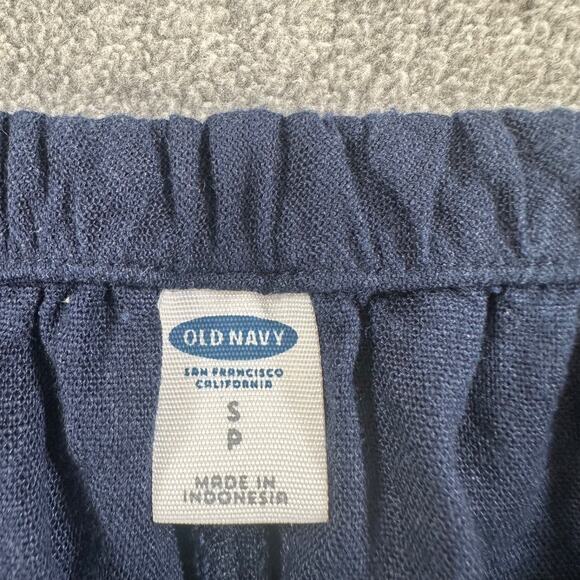 OLD NAVY
SAN FRANCISCO
CALIFORNIA
S
P
MADE IN
INDONESIA